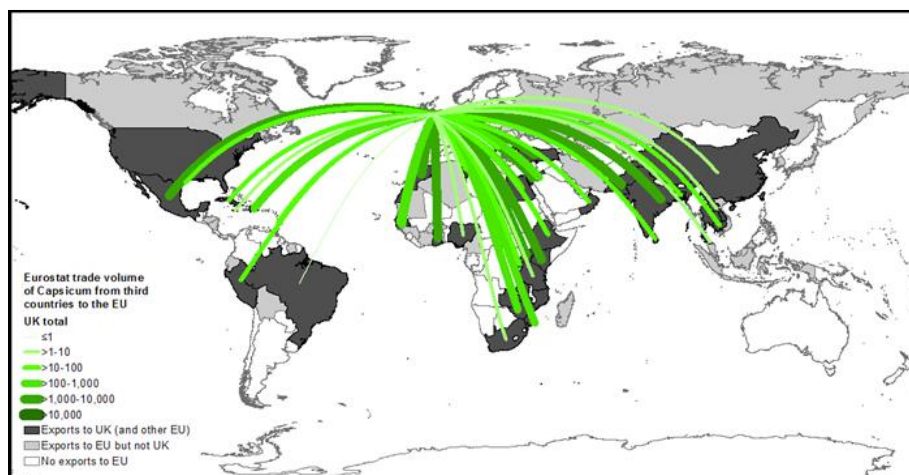 Eurostat trade volume
of Capsicum from third
countries to the EU
UK total
≤1
>1-10
>10-100
>100-1,000
>1,000-10,000
>10,000
Exports to UK (and other EU)
Exports to EU but not UK
No exports to EU